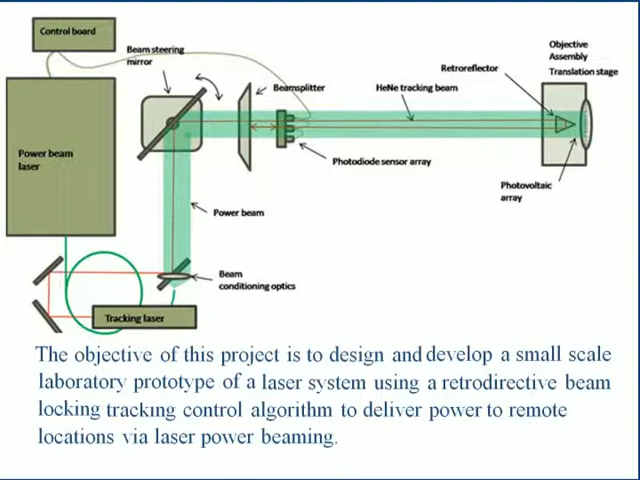 Control board
Beam steering
mirror
Objective
Assembly
Translation stage
Retroreflector
Beamsplitter
HeNe tracking beam
Power beam
laser
Photodiode sensor array
Photovoltaic
array
Power beam
Beam
conditioning optics
Tracking laser
The objective of this project is to design and develop a small scale
laboratory prototype of a laser system using a retrodirective beam
locking tracking control algorithm to deliver power to remote
locations via laser power beaming.